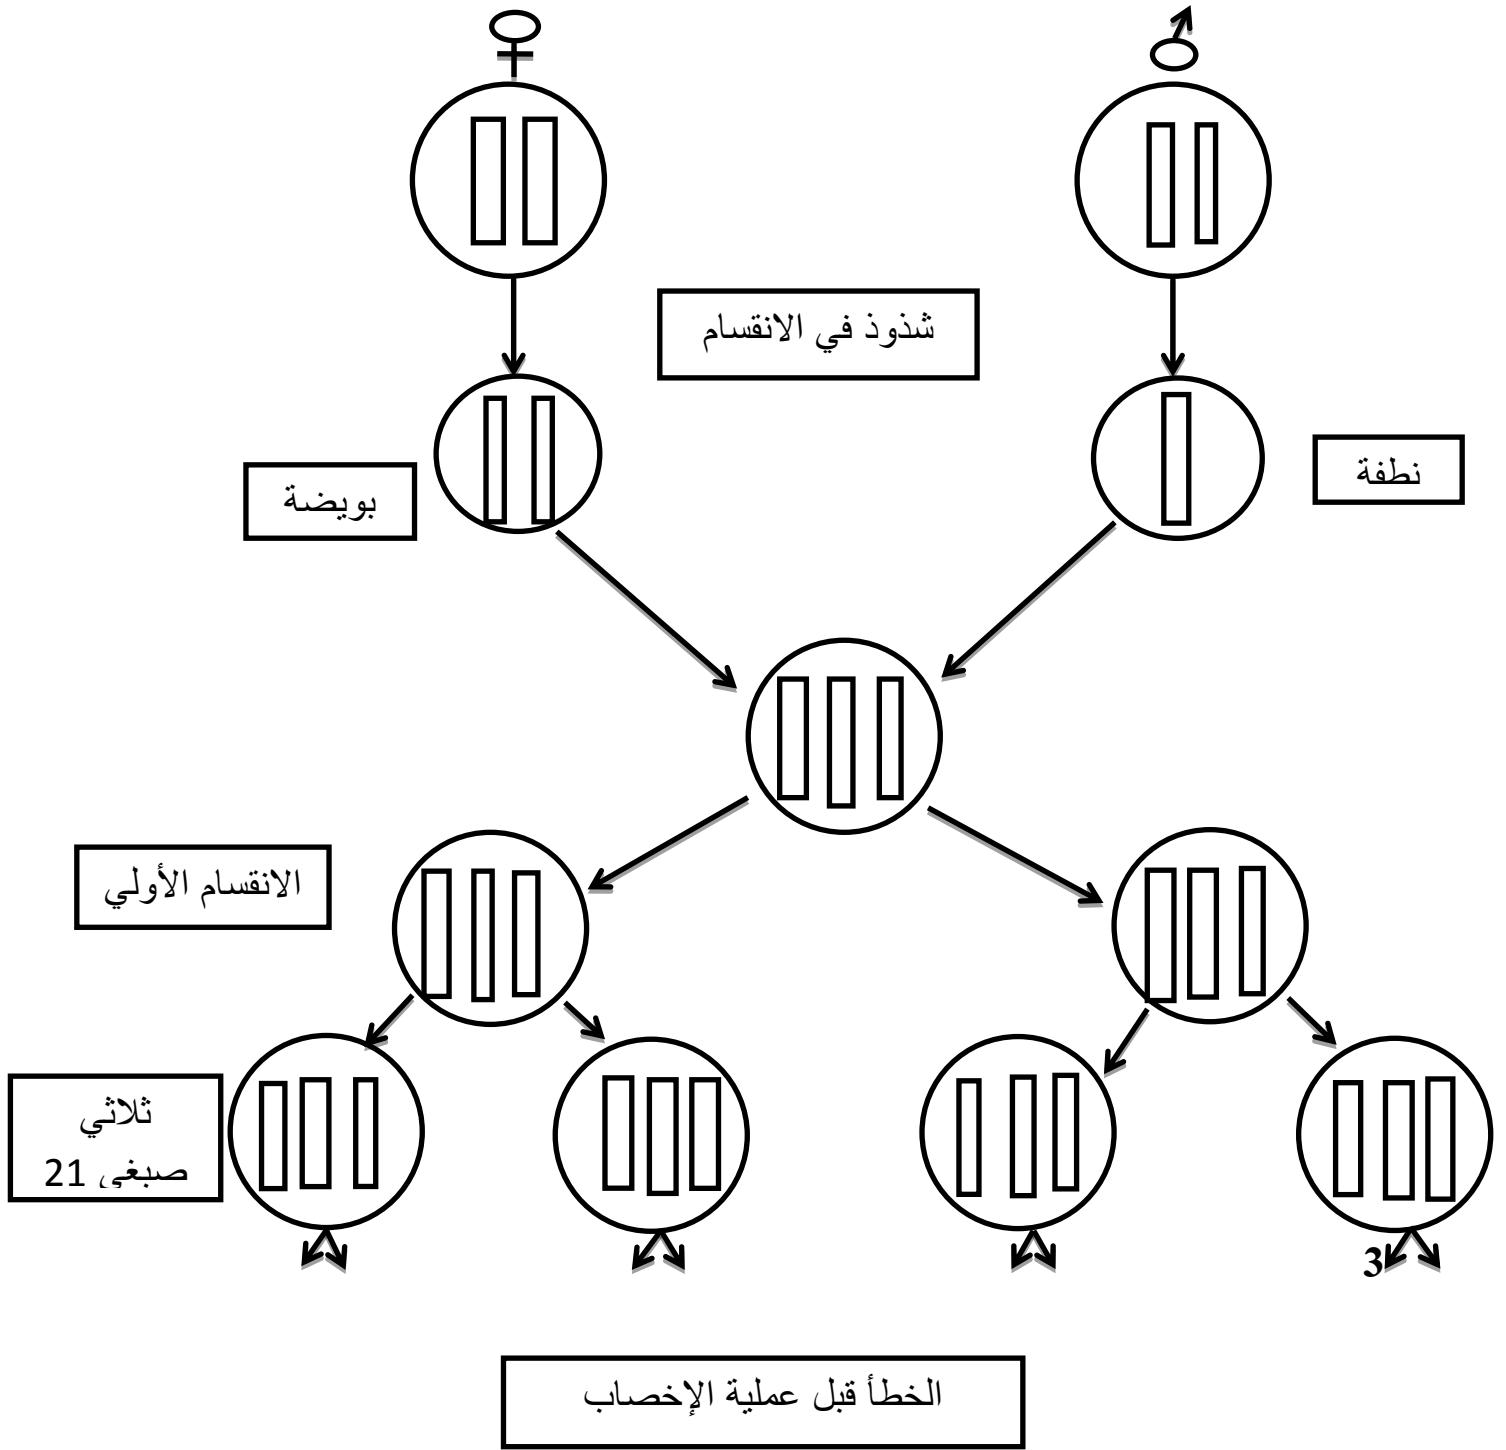 شذوذ في الانقسام
نطفة
بويضة
الانقسام الأولي
ثلاثي
صبغي 21
3
الخطأ قبل عملية الإخصاب